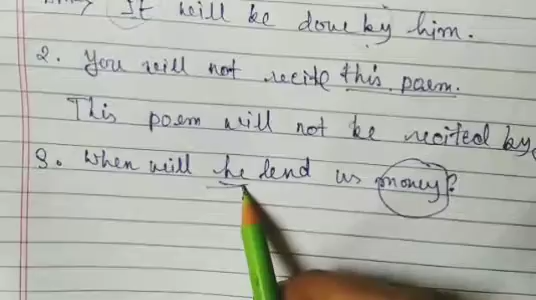 It will be done by him.
2. You will not recite this poem.
This poem will not be recited by
3. When will he lend us money?